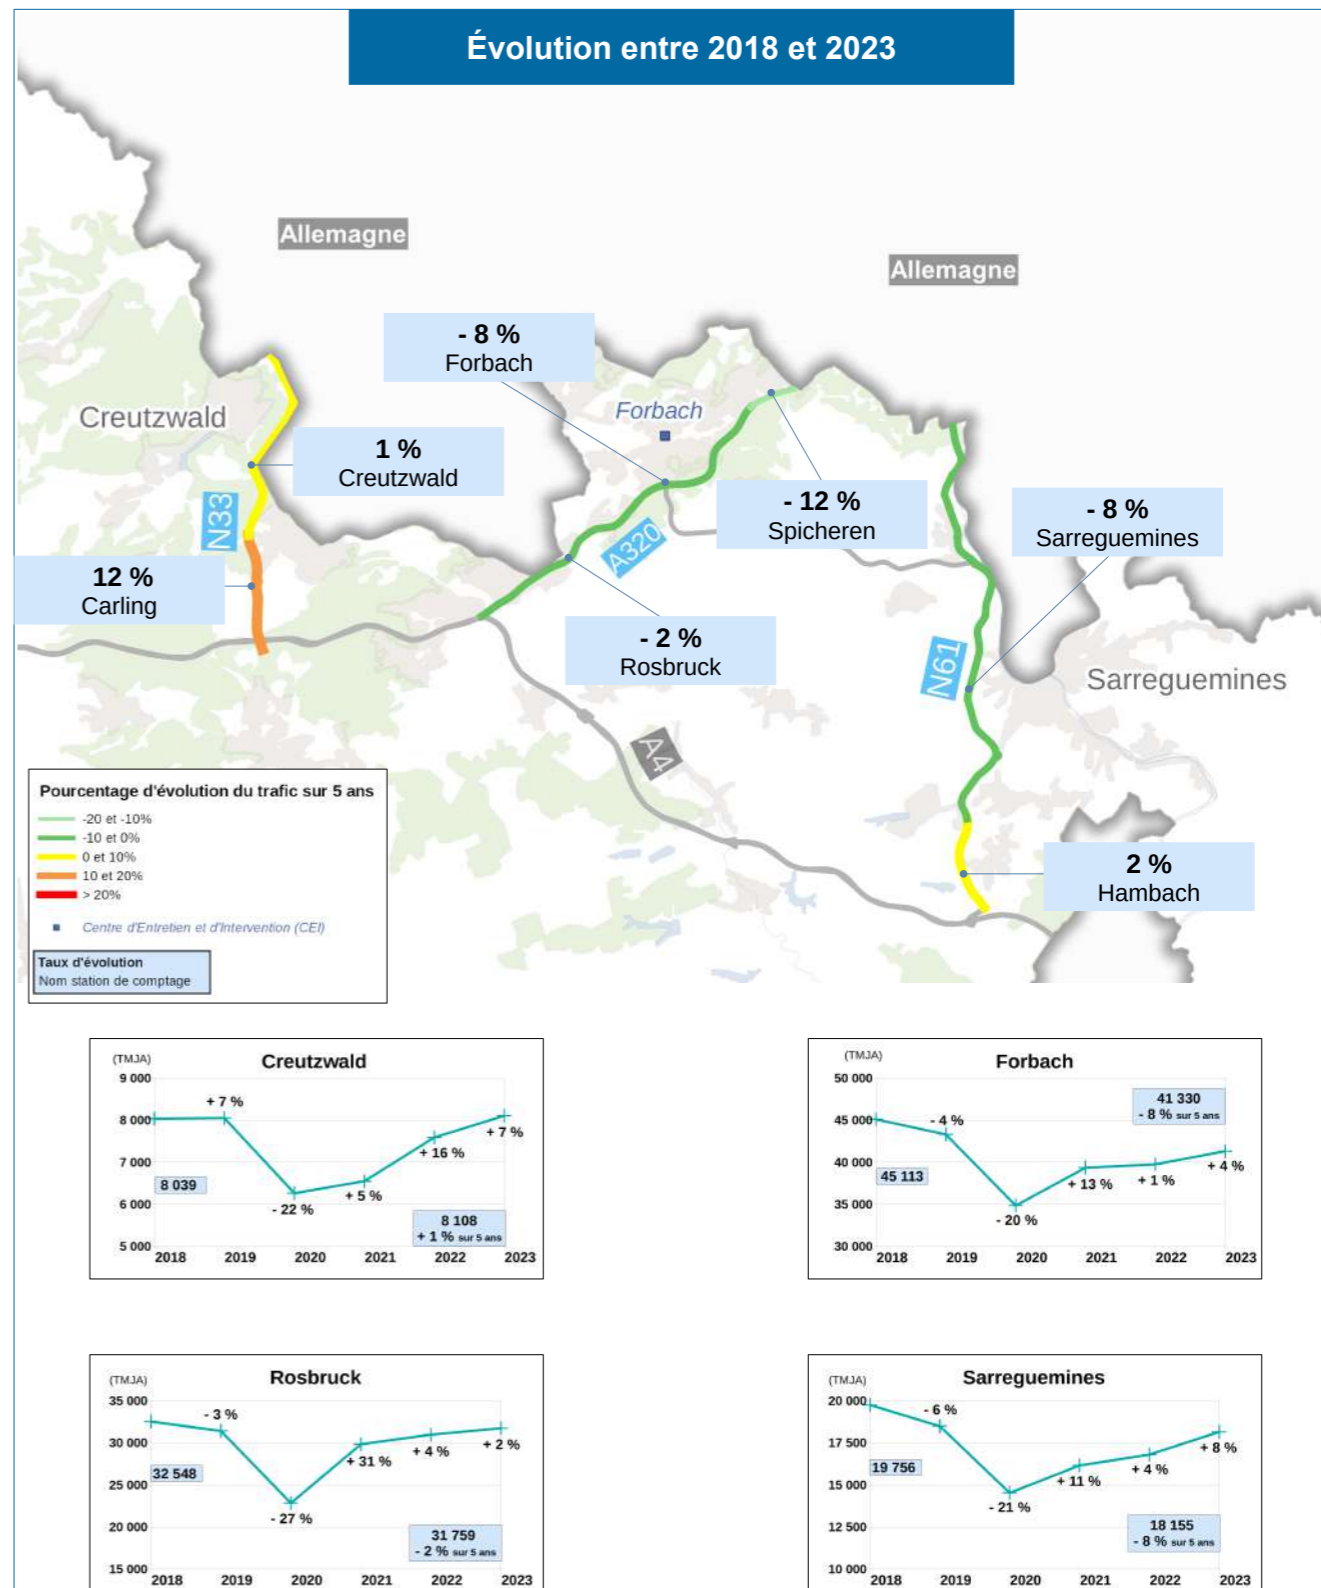 Évolution entre 2018 et 2023
Allemagne
Allemagne
- 8 %
Forbach
Creutzwald
Forbach
1 %
Creutzwald
N33
- 12 %
Spicheren
- 8 %
Sarreguemines
A320
12 %
Carling
- 2 %
Rosbruck
N61
Sarreguemines
A4
Pourcentage d'évolution du trafic sur 5 ans
-20 et -10%
-10 et 0%
0 et 10%
10 et 20%
> 20%
Centre d'Entretien et d'Intervention (CEI)
Taux d'évolution
Nom station de comptage
2 %
Hambach
(TMJA)
Creutzwald
9 000
8 000
7 000
6 000
5 000
+ 7 %
- 22 %
+ 5 %
+ 16 %
+ 7 %
8 039
8 108
+ 1 % sur 5 ans
2018 2019 2020 2021 2022 2023
(TMJA)
Forbach
50 000
45 000
40 000
35 000
30 000
- 4 %
- 20 %
+ 13 %
+ 1 %
+ 4 %
45 113
41 330
- 8 % sur 5 ans
2018 2019 2020 2021 2022 2023
(TMJA)
Rosbruck
35 000
30 000
25 000
20 000
15 000
- 3 %
- 27 %
+ 31 %
+ 4 %
+ 2 %
32 548
31 759
- 2 % sur 5 ans
2018 2019 2020 2021 2022 2023
(TMJA)
Sarreguemines
20 000
17 500
15 000
12 500
10 000
- 6 %
- 21 %
+ 11 %
+ 4 %
+ 8 %
19 756
18 155
- 8 % sur 5 ans
2018 2019 2020 2021 2022 2023